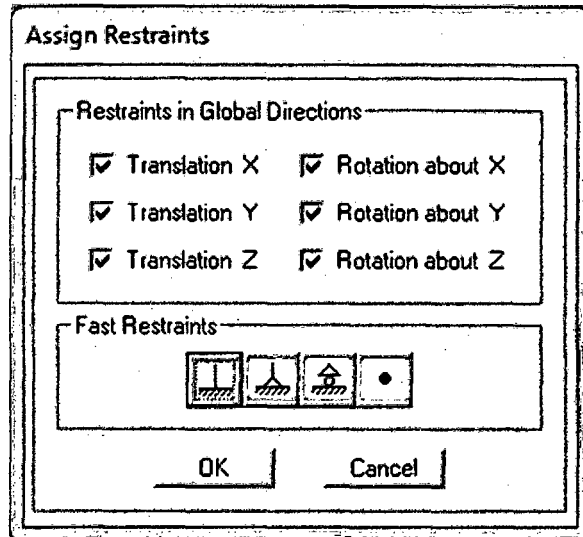 Assign Restraints
Restraints in Global Directions
Translation X Rotation about X
Translation Y Rotation about Y
Translation Z Rotation about Z
Fast Restraints
OK Cancel